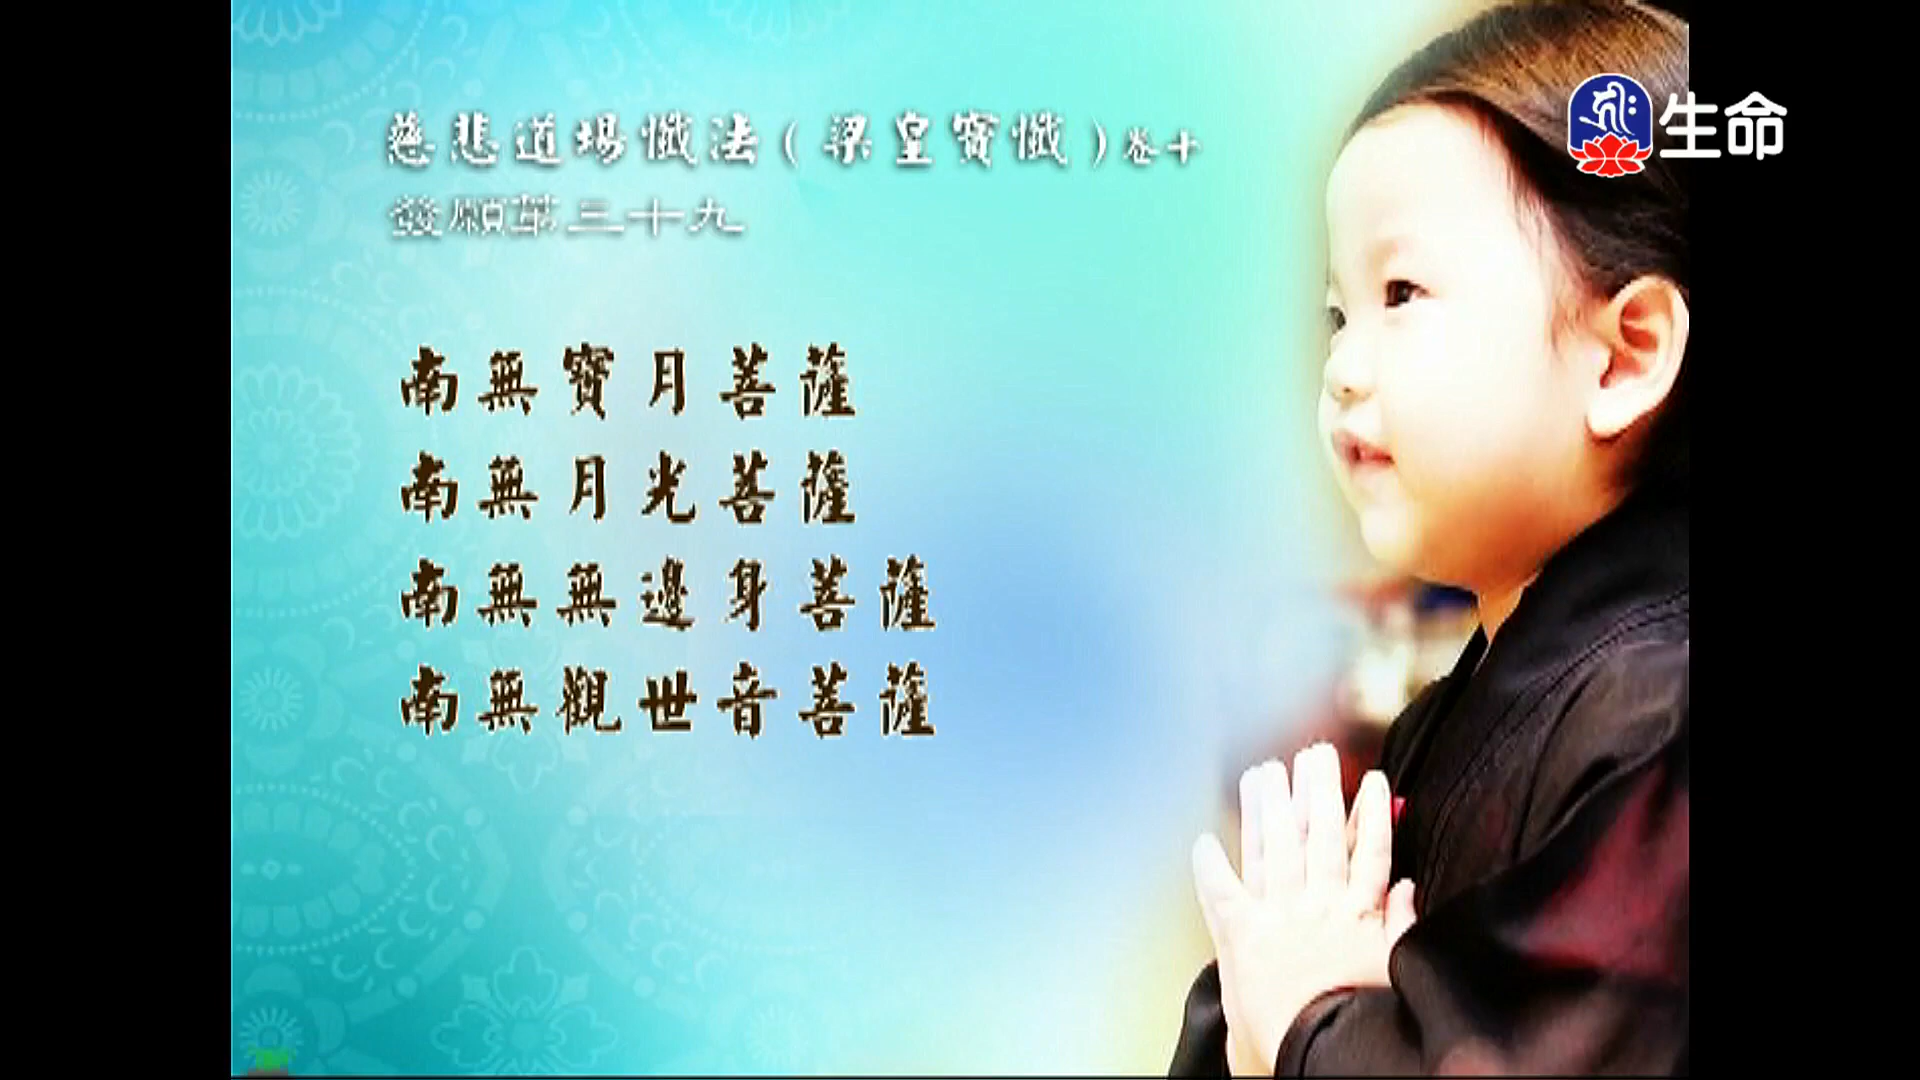 慈悲道場懺法(梁皇寶懺)卷十
發願第三十九
生命
南無寶月菩薩
南無月光菩薩
南無無邊身菩薩
南無觀世音菩薩